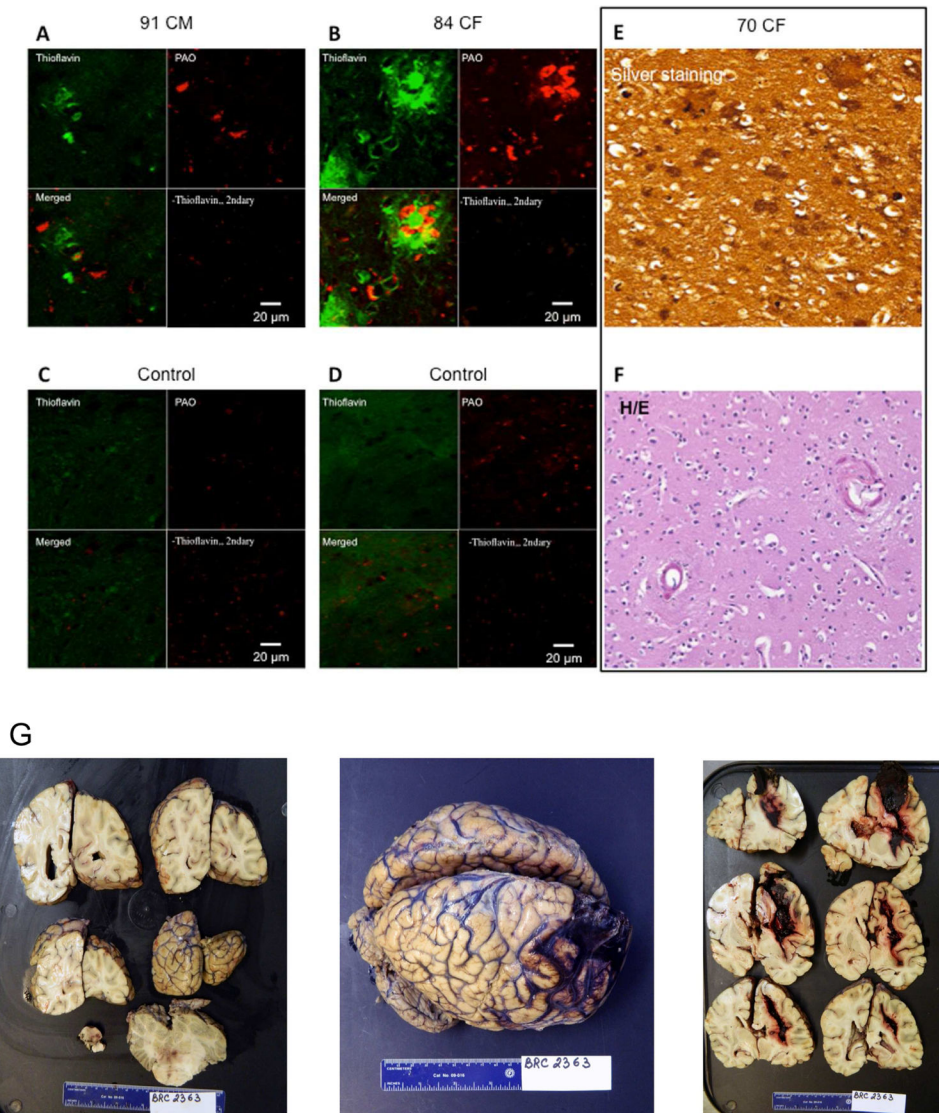 A 91 CM
Thioflavin PAO
Merged -Thioflavin,, 2ndary
20 µm
B 84 CF
Thioflavin PAO
Merged -Thioflavin,, 2ndary
20 µm
E 70 CF
Silver staining
C Control
Thioflavin PAO
Merged -Thioflavin,, 2ndary
20 µm
D Control
Thioflavin PAO
Merged -Thioflavin,, 2ndary
20 µm
F
H/E
G
BRC 2363
CENTIMETERS
BRC 2363
BRC 2363